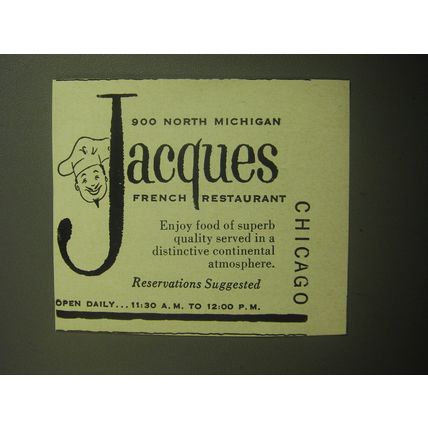 900 NORTH MICHIGAN
Jacques
FRENCH RESTAURANT
Enjoy food of superb
quality served in a
distinctive continental
atmosphere.
Reservations Suggested
OPEN DAILY...11:30 A.M. TO 12:00 P.M.
CHICAGO